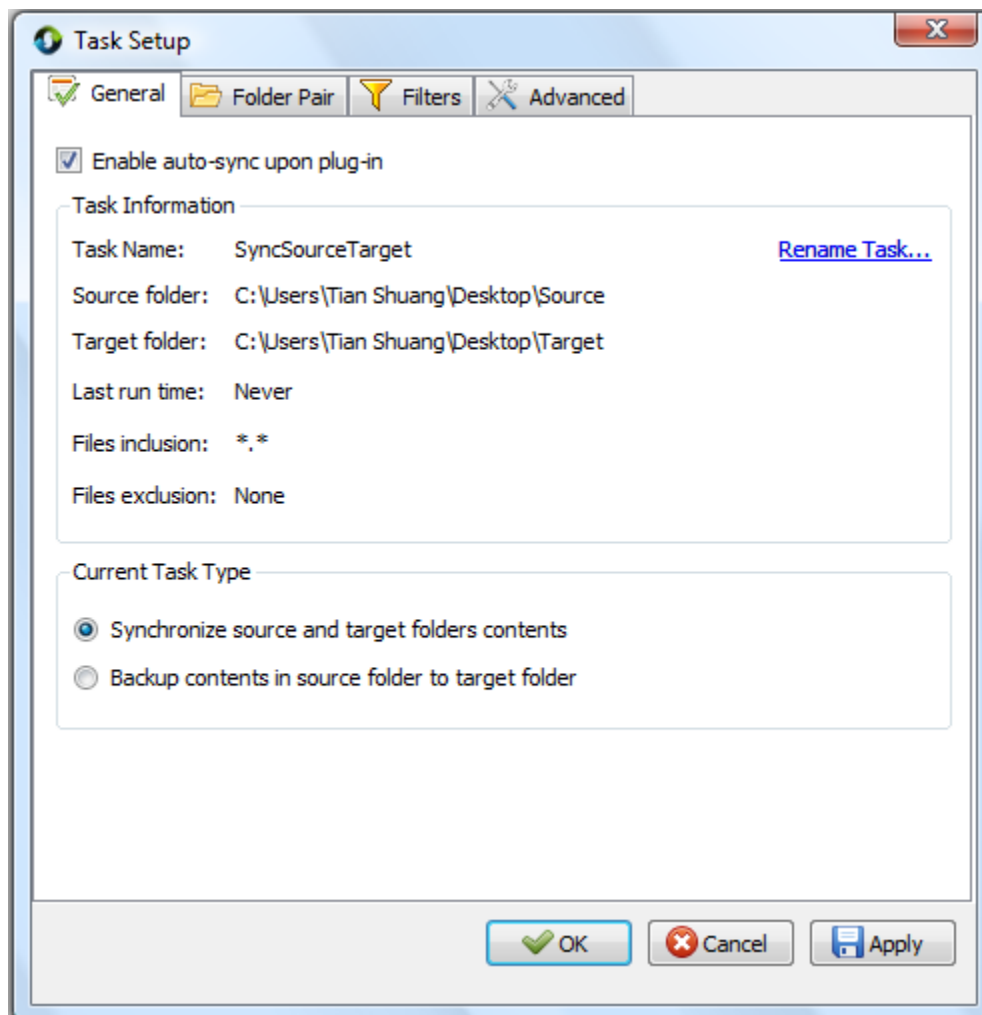 Task Setup
General Folder Pair Filters Advanced
Enable auto-sync upon plug-in
Task Information
Task Name: SyncSourceTarget Rename Task...
Source folder: C:\Users\Tian Shuang\Desktop\Source
Target folder: C:\Users\Tian Shuang\Desktop\Target
Last run time: Never
Files inclusion: *.*
Files exclusion: None
Current Task Type
Synchronize source and target folders contents
Backup contents in source folder to target folder
OK Cancel Apply